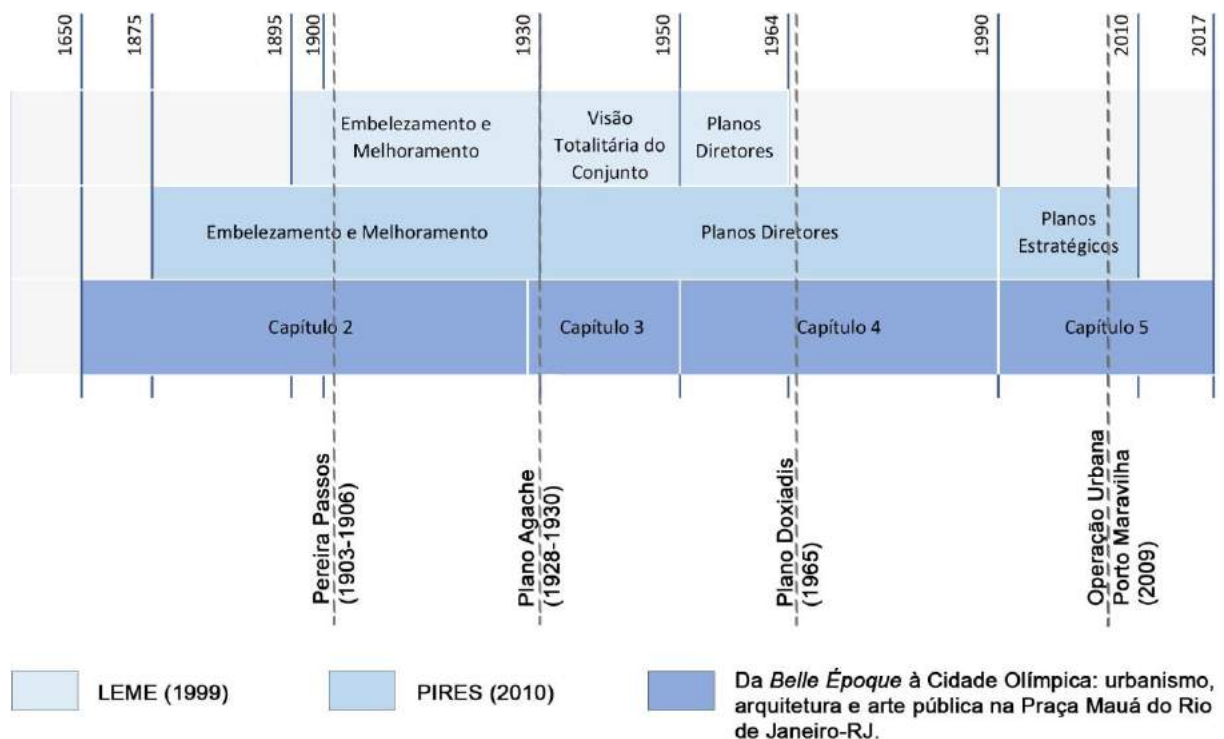 1650
1875
1895
1900
1930
1950
1964
1990
2010
2017
Embelezamento e
Melhoramento
Visão
Totalitária do
Conjunto
Planos
Diretores
Embelezamento e Melhoramento
Planos Diretores
Planos
Estratégicos
Capítulo 2
Capítulo 3
Capítulo 4
Capítulo 5
Pereira Passos
(1903-1906)
Plano Agache
(1928-1930)
Plano Doxiadis
(1965)
Operação Urbana
Porto Maravilha
(2009)
LEME (1999)
PIRES (2010)
Da Belle Époque à Cidade Olímpica: urbanismo,
arquitetura e arte pública na Praça Mauá do Rio
de Janeiro-RJ.